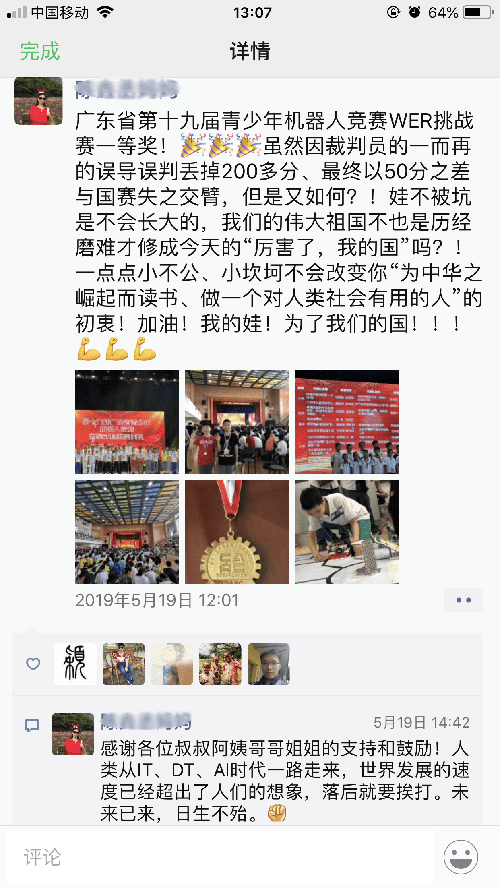 中国移动
13:07
64%
完成
详情
广东省第十九届青少年机器人竞赛WER挑战
赛一等奖！🎉🎉🎉虽然因裁判员的一而再
的误导误判丢掉200多分、最终以50分之差
与国赛失之交臂，但是又如何？！娃不被坑
是不会长大的，我们的伟大祖国不也是历经
磨难才修成今天的“厉害了，我的国”吗？！
一点点小不公、小坎坷不会改变你“为中华之
崛起而读书、做一个对人类社会有用的人”的
初衷！加油！我的娃！为了我们的国！！！
💪💪💪
2019年5月19日 12:01
5月19日 14:42
感谢各位叔叔阿姨哥哥姐姐的支持和鼓励！人
类从IT、DT、AI时代一路走来，世界发展的速
度已经超出了人们的想象，落后就要挨打。未
来已来，日生不殆。✊
评论